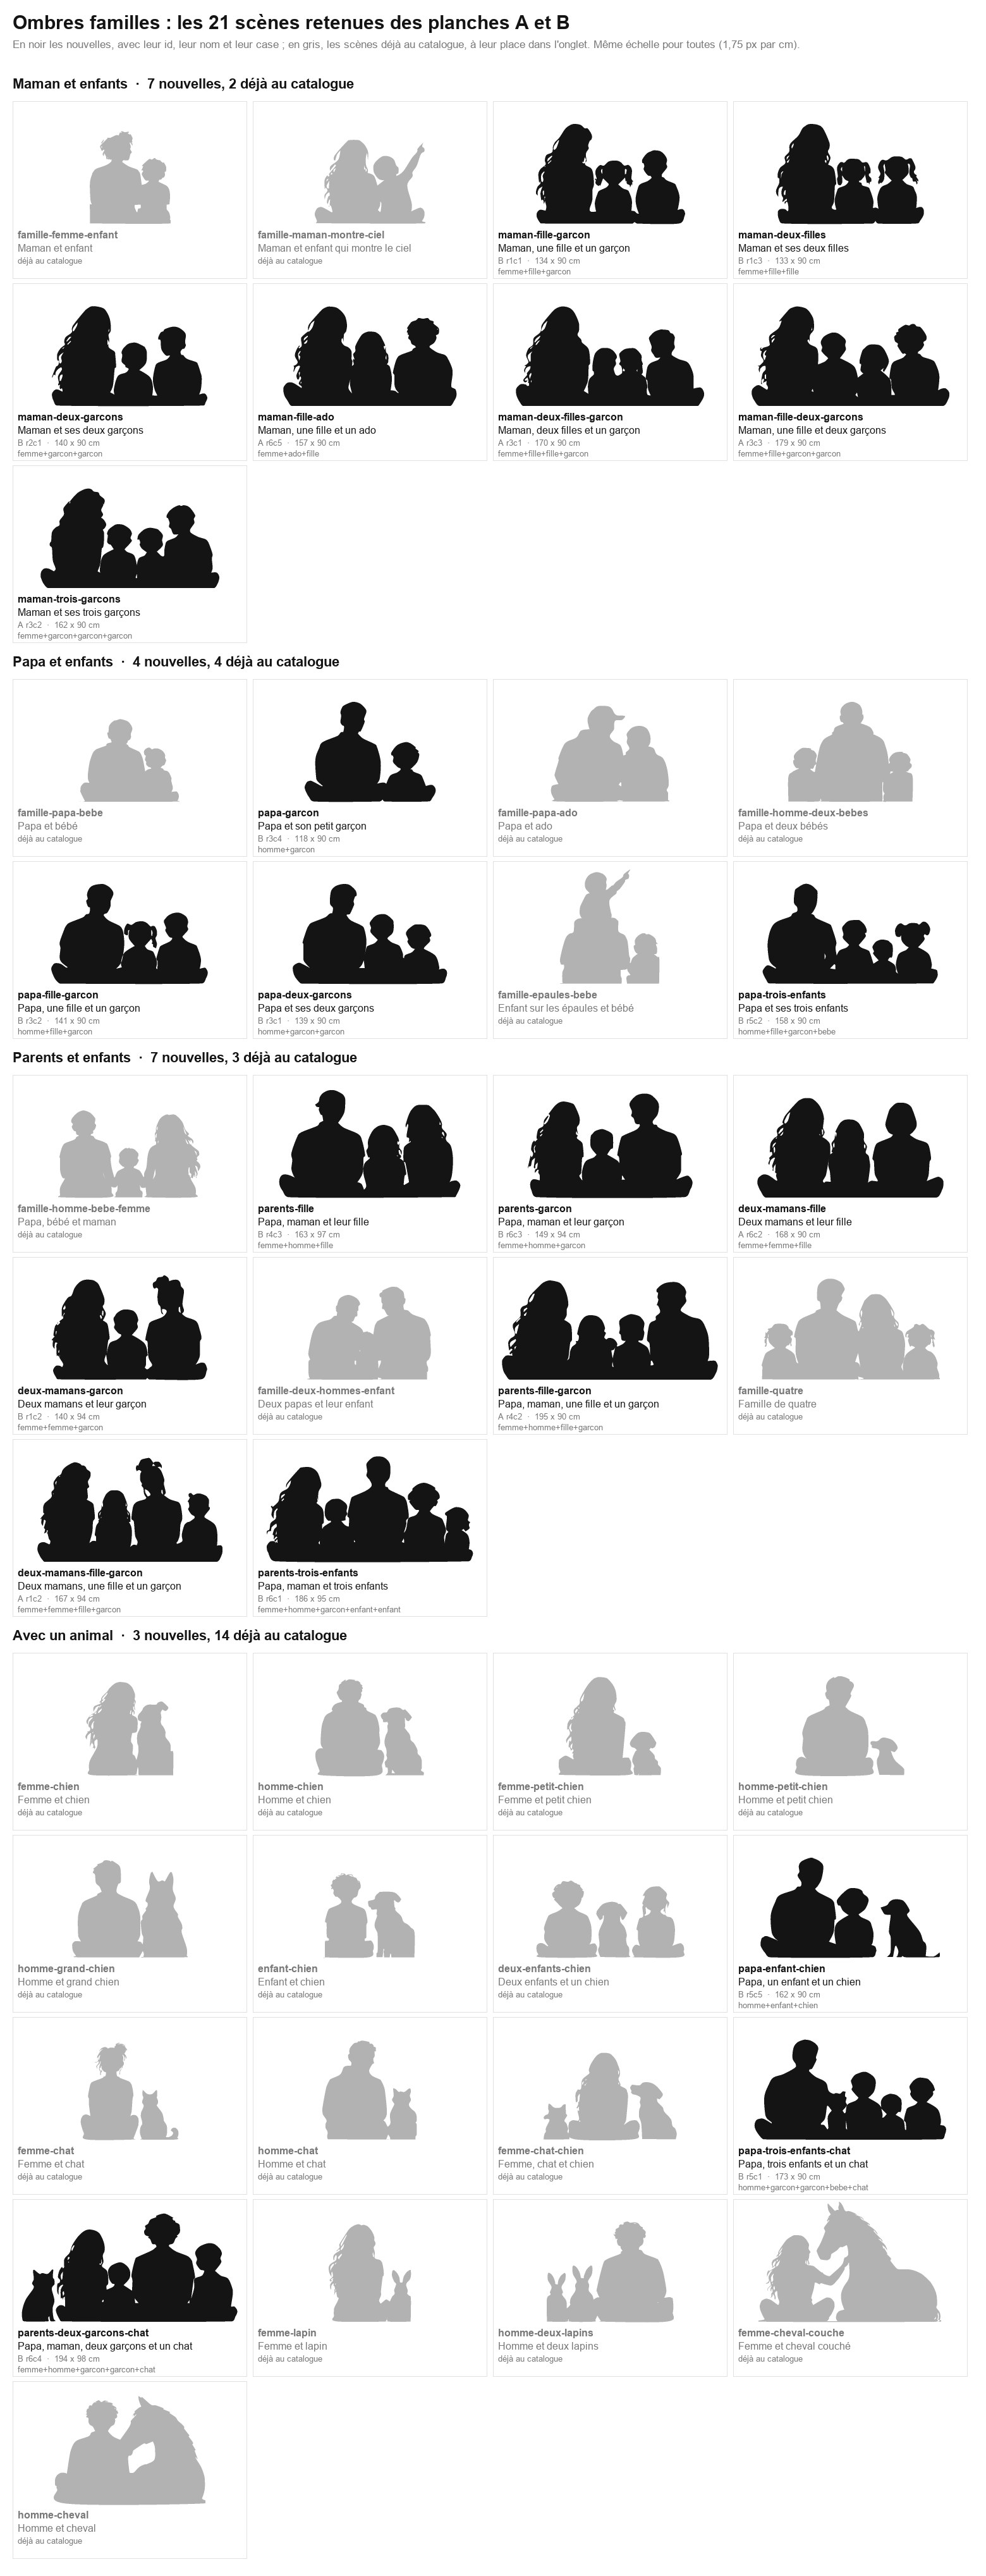 Ombres familles : les 21 scènes retenues des planches A et B
En noir les nouvelles, avec leur id, leur nom et leur case ; en gris, les scènes déjà au catalogue, à leur place dans l'onglet. Même échelle pour toutes (1,75 px par cm).
Maman et enfants · 7 nouvelles, 2 déjà au catalogue
famille-femme-enfant
Maman et enfant
déjà au catalogue
famille-maman-montre-ciel
Maman et enfant qui montre le ciel
déjà au catalogue
maman-fille-garcon
Maman, une fille et un garçon
B r1c1 · 134 x 90 cm
femme+fille+garcon
maman-deux-filles
Maman et ses deux filles
B r1c3 · 133 x 90 cm
femme+fille+fille
maman-deux-garcons
Maman et ses deux garçons
B r2c1 · 140 x 90 cm
femme+garcon+garcon
maman-fille-ado
Maman, une fille et un ado
A r6c5 · 157 x 90 cm
femme+ado+fille
maman-deux-filles-garcon
Maman, deux filles et un garçon
A r3c1 · 170 x 90 cm
femme+fille+fille+garcon
maman-fille-deux-garcons
Maman, une fille et deux garçons
A r3c3 · 179 x 90 cm
femme+fille+garcon+garcon
maman-trois-garcons
Maman et ses trois garçons
A r3c2 · 162 x 90 cm
femme+garcon+garcon+garcon
Papa et enfants · 4 nouvelles, 4 déjà au catalogue
famille-papa-bebe
Papa et bébé
déjà au catalogue
papa-garcon
Papa et son petit garçon
B r3c4 · 118 x 90 cm
homme+garcon
famille-papa-ado
Papa et ado
déjà au catalogue
famille-homme-deux-bebes
Papa et deux bébés
déjà au catalogue
papa-fille-garcon
Papa, une fille et un garçon
B r3c2 · 141 x 90 cm
homme+fille+garcon
papa-deux-garcons
Papa et ses deux garçons
B r3c1 · 139 x 90 cm
homme+garcon+garcon
famille-epaules-bebe
Enfant sur les épaules et bébé
déjà au catalogue
papa-trois-enfants
Papa et ses trois enfants
B r5c2 · 158 x 90 cm
homme+fille+garcon+bebe
Parents et enfants · 7 nouvelles, 3 déjà au catalogue
famille-homme-bebe-femme
Papa, bébé et maman
déjà au catalogue
parents-fille
Papa, maman et leur fille
B r4c3 · 163 x 97 cm
femme+homme+fille
parents-garcon
Papa, maman et leur garçon
B r6c3 · 149 x 94 cm
femme+homme+garcon
deux-mamans-fille
Deux mamans et leur fille
A r6c2 · 168 x 90 cm
femme+femme+fille
deux-mamans-garcon
Deux mamans et leur garçon
B r1c2 · 140 x 94 cm
femme+femme+garcon
famille-deux-hommes-enfant
Deux papas et leur enfant
déjà au catalogue
parents-fille-garcon
Papa, maman, une fille et un garçon
A r4c2 · 195 x 90 cm
femme+homme+fille+garcon
famille-quatre
Famille de quatre
déjà au catalogue
deux-mamans-fille-garcon
Deux mamans, une fille et un garçon
A r1c2 · 167 x 94 cm
femme+femme+fille+garcon
parents-trois-enfants
Papa, maman et trois enfants
B r6c1 · 186 x 95 cm
femme+homme+garcon+enfant+enfant
Avec un animal · 3 nouvelles, 14 déjà au catalogue
femme-chien
Femme et chien
déjà au catalogue
homme-chien
Homme et chien
déjà au catalogue
femme-petit-chien
Femme et petit chien
déjà au catalogue
homme-petit-chien
Homme et petit chien
déjà au catalogue
homme-grand-chien
Homme et grand chien
déjà au catalogue
enfant-chien
Enfant et chien
déjà au catalogue
deux-enfants-chien
Deux enfants et un chien
déjà au catalogue
papa-enfant-chien
Papa, un enfant et un chien
B r5c5 · 162 x 90 cm
homme+enfant+chien
femme-chat
Femme et chat
déjà au catalogue
homme-chat
Homme et chat
déjà au catalogue
femme-chat-chien
Femme, chat et chien
déjà au catalogue
papa-trois-enfants-chat
Papa, trois enfants et un chat
B r5c1 · 173 x 90 cm
homme+garcon+garcon+bebe+chat
parents-deux-garcons-chat
Papa, maman, deux garçons et un chat
B r6c4 · 194 x 98 cm
femme+homme+garcon+garcon+chat
femme-lapin
Femme et lapin
déjà au catalogue
homme-deux-lapins
Homme et deux lapins
déjà au catalogue
femme-cheval-couche
Femme et cheval couché
déjà au catalogue
homme-cheval
Homme et cheval
déjà au catalogue